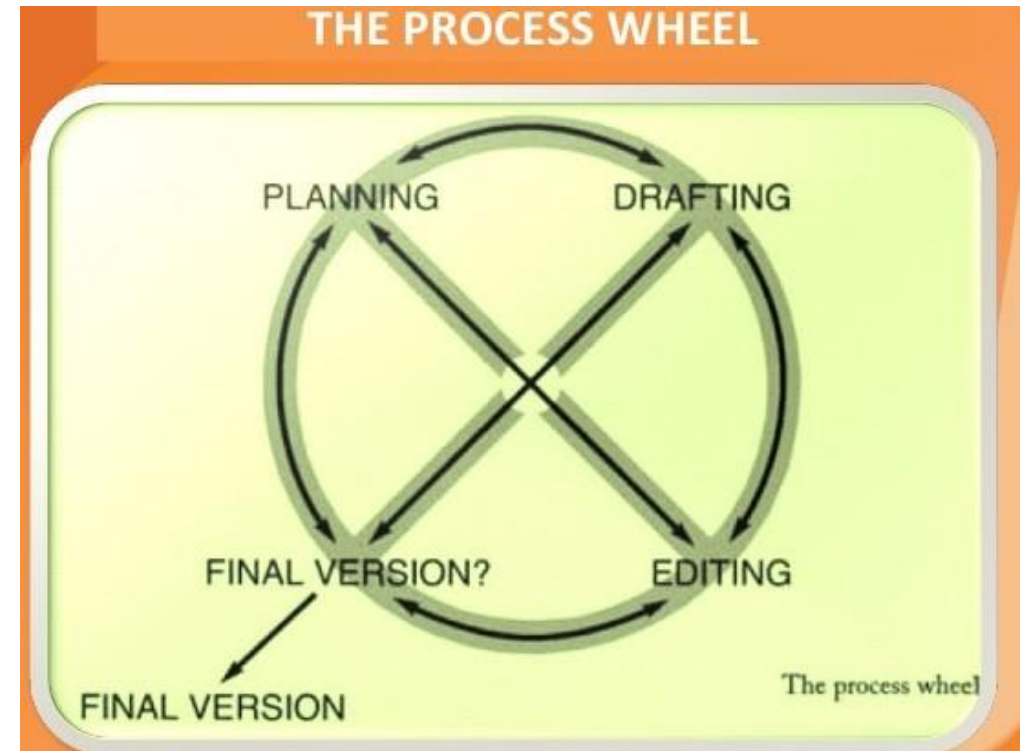 THE PROCESS WHEEL
PLANNING
DRAFTING
FINAL VERSION?
EDITING
FINAL VERSION
The process wheel